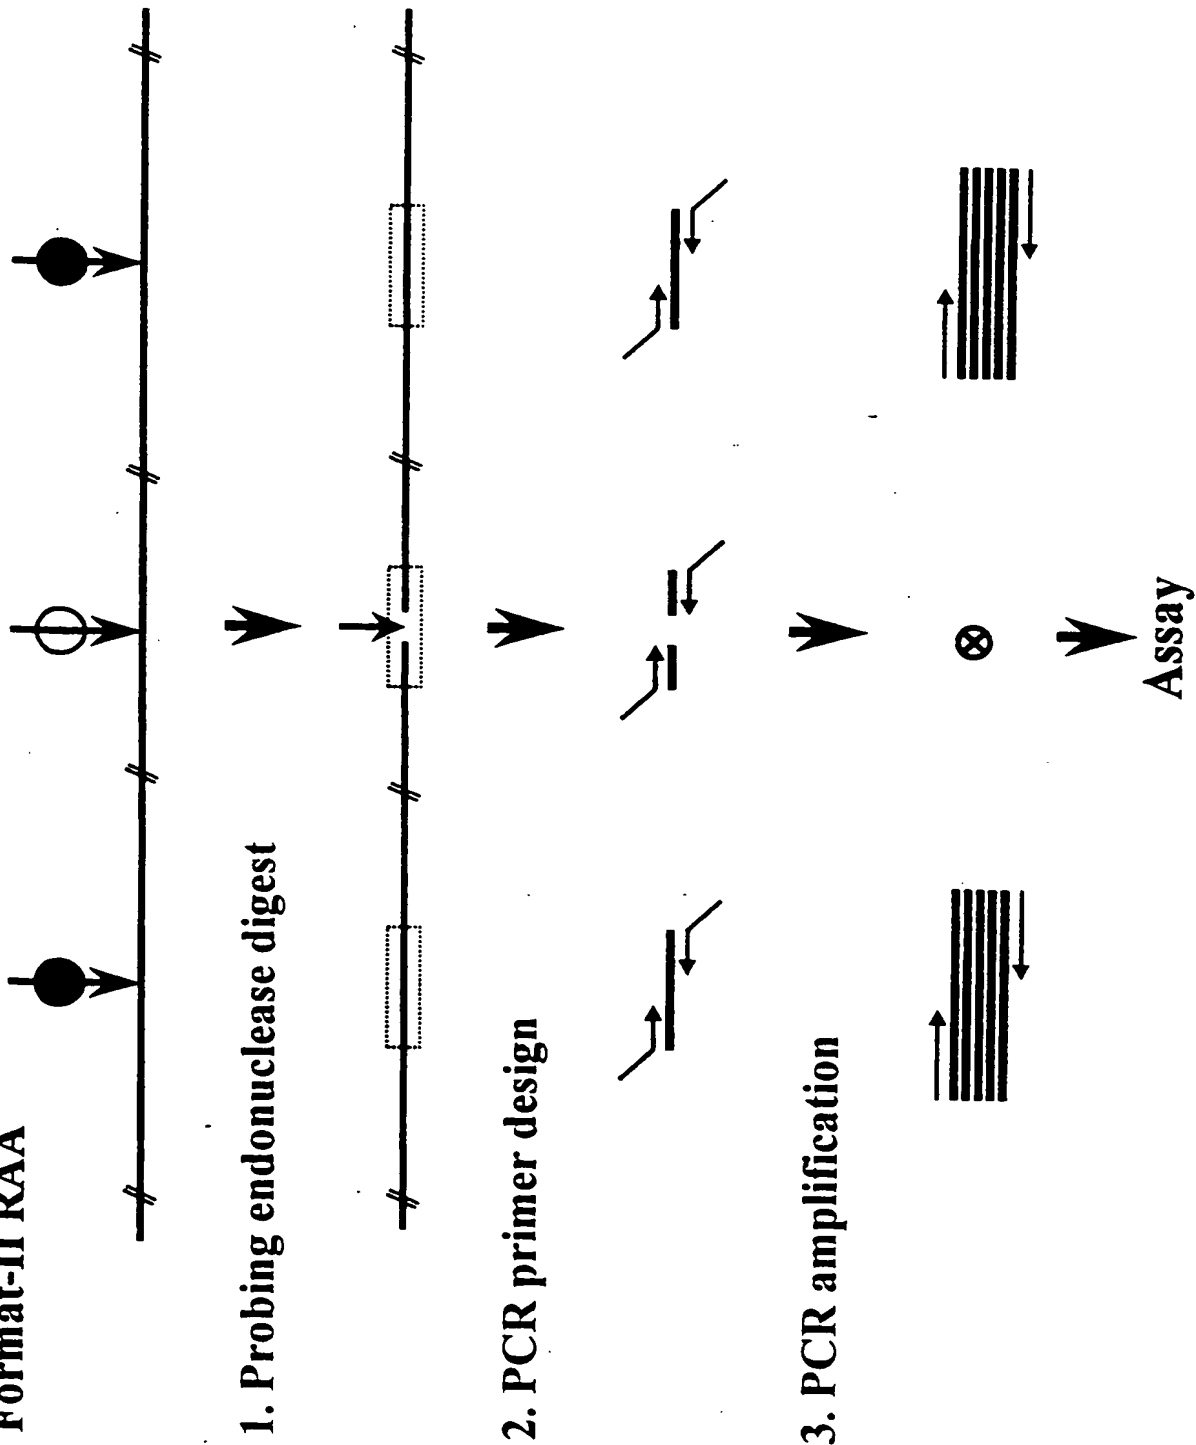 Format-II RAA
1. Probing endonuclease digest
2. PCR primer design
3. PCR amplification
Assay